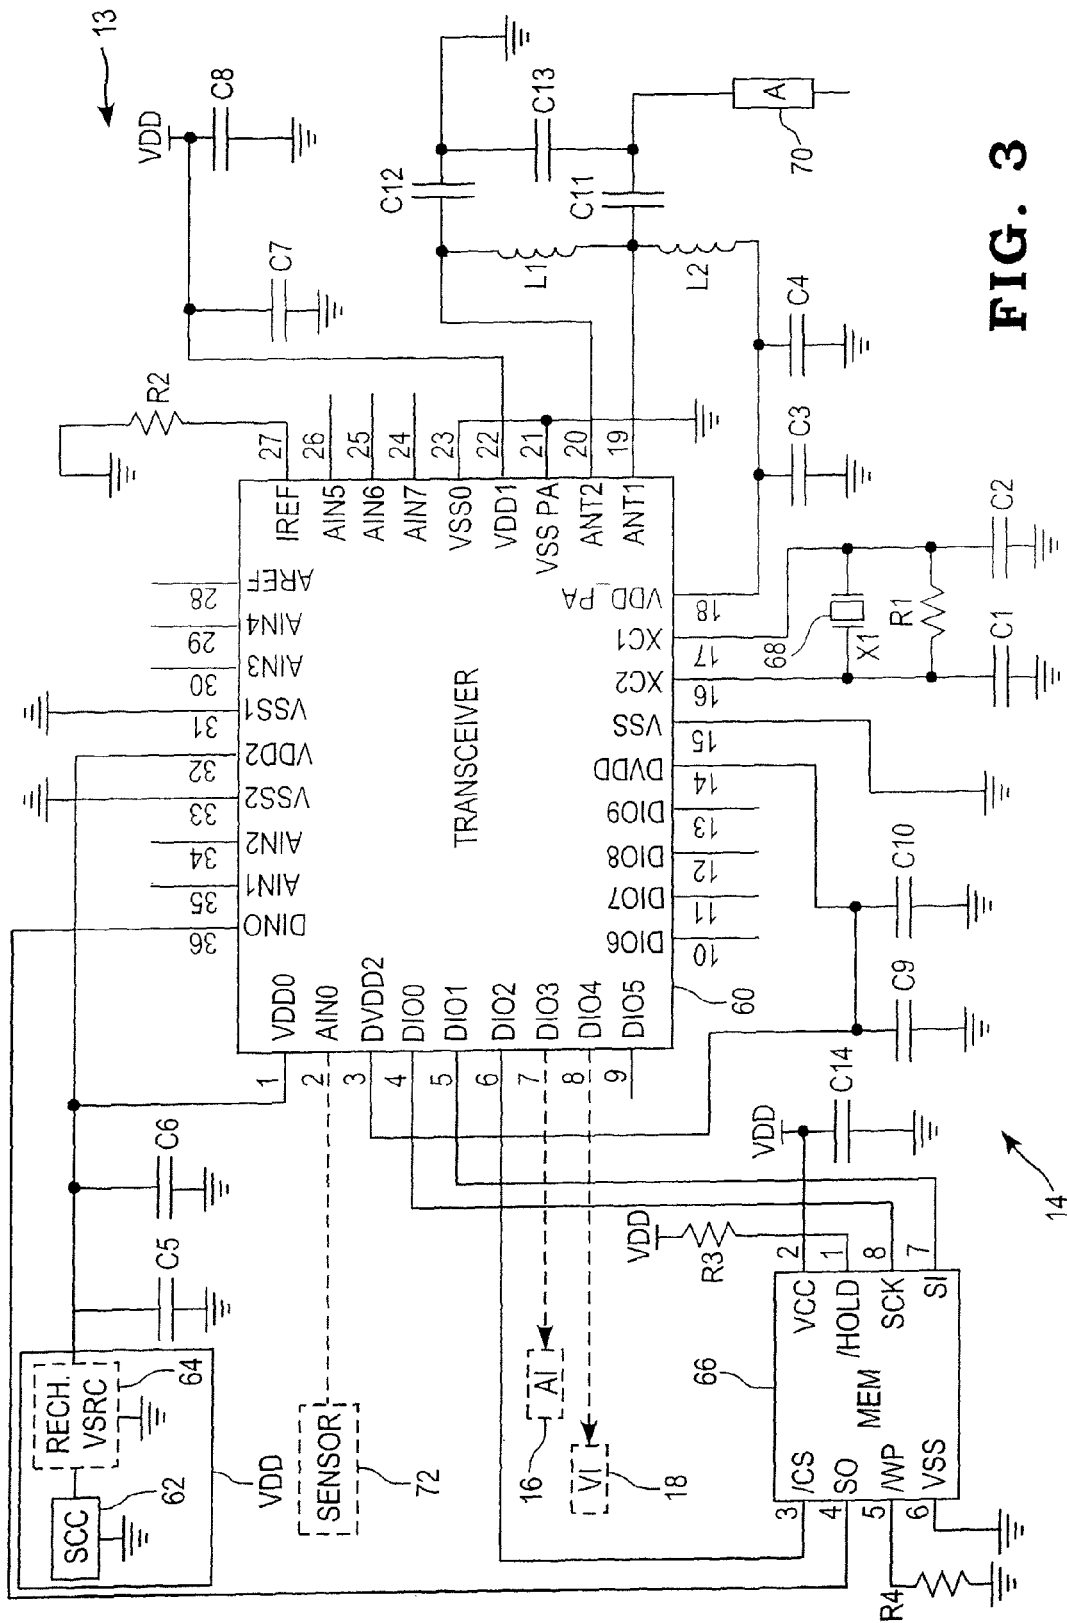 13
VDD
C8
C7
C12
C13
C11
A
70
L1
L2
C4
C3
R2
27
26
25
24
23
22
21
20
19
IREF
AIN5
AIN6
AIN7
VSS0
VDD1
VSS PA
ANT2
ANT1
28
29
30
31
32
33
34
35
36
AREF
AIN4
AIN3
VSS1
VDD2
VSS2
AIN2
AIN1
DINO
TRANSCEIVER
VDD_PA
XC1
XC2
VSS
DVDD
DIO9
DIO8
DIO7
DIO6
18
17
16
15
14
13
12
11
10
68
X1
R1
C2
C1
C10
C9
VDD0
AIN0
DVDD2
DIO0
DIO1
DIO2
DIO3
DIO4
DIO5
1
2
3
4
5
6
7
8
9
60
C6
C5
RECH.
VSRC
64
SCC
62
VDD
SENSOR
72
AI
16
VI
18
VDD
C14
VDD
R3
2
1
8
7
VCC
/HOLD
SCK
SI
MEM
66
/CS
SO
/WP
VSS
3
4
5
6
R4
14
FIG. 3